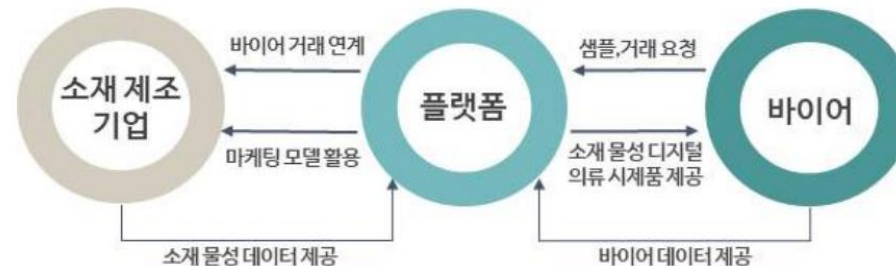 바이어 거래 연계
샘플,거래 요청
소재 제조
기업
플랫폼
바이어
마케팅 모델 활용
소재 물성 디지털
의류 시제품 제공
소재 물성 데이터 제공
바이어 데이터 제공